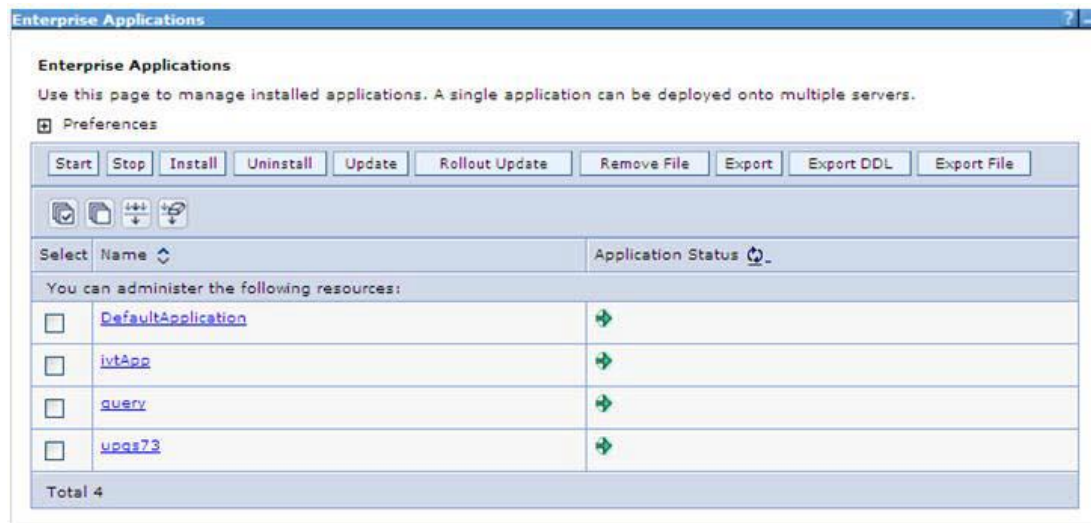 Enterprise Applications
?
Enterprise Applications
Use this page to manage installed applications. A single application can be deployed onto multiple servers.
Preferences
Start Stop Install Uninstall Update Rollout Update Remove File Export Export DDL Export File
Select Name Application Status
You can administer the following resources:
DefaultApplication
ivtApp
query
upgs73
Total 4